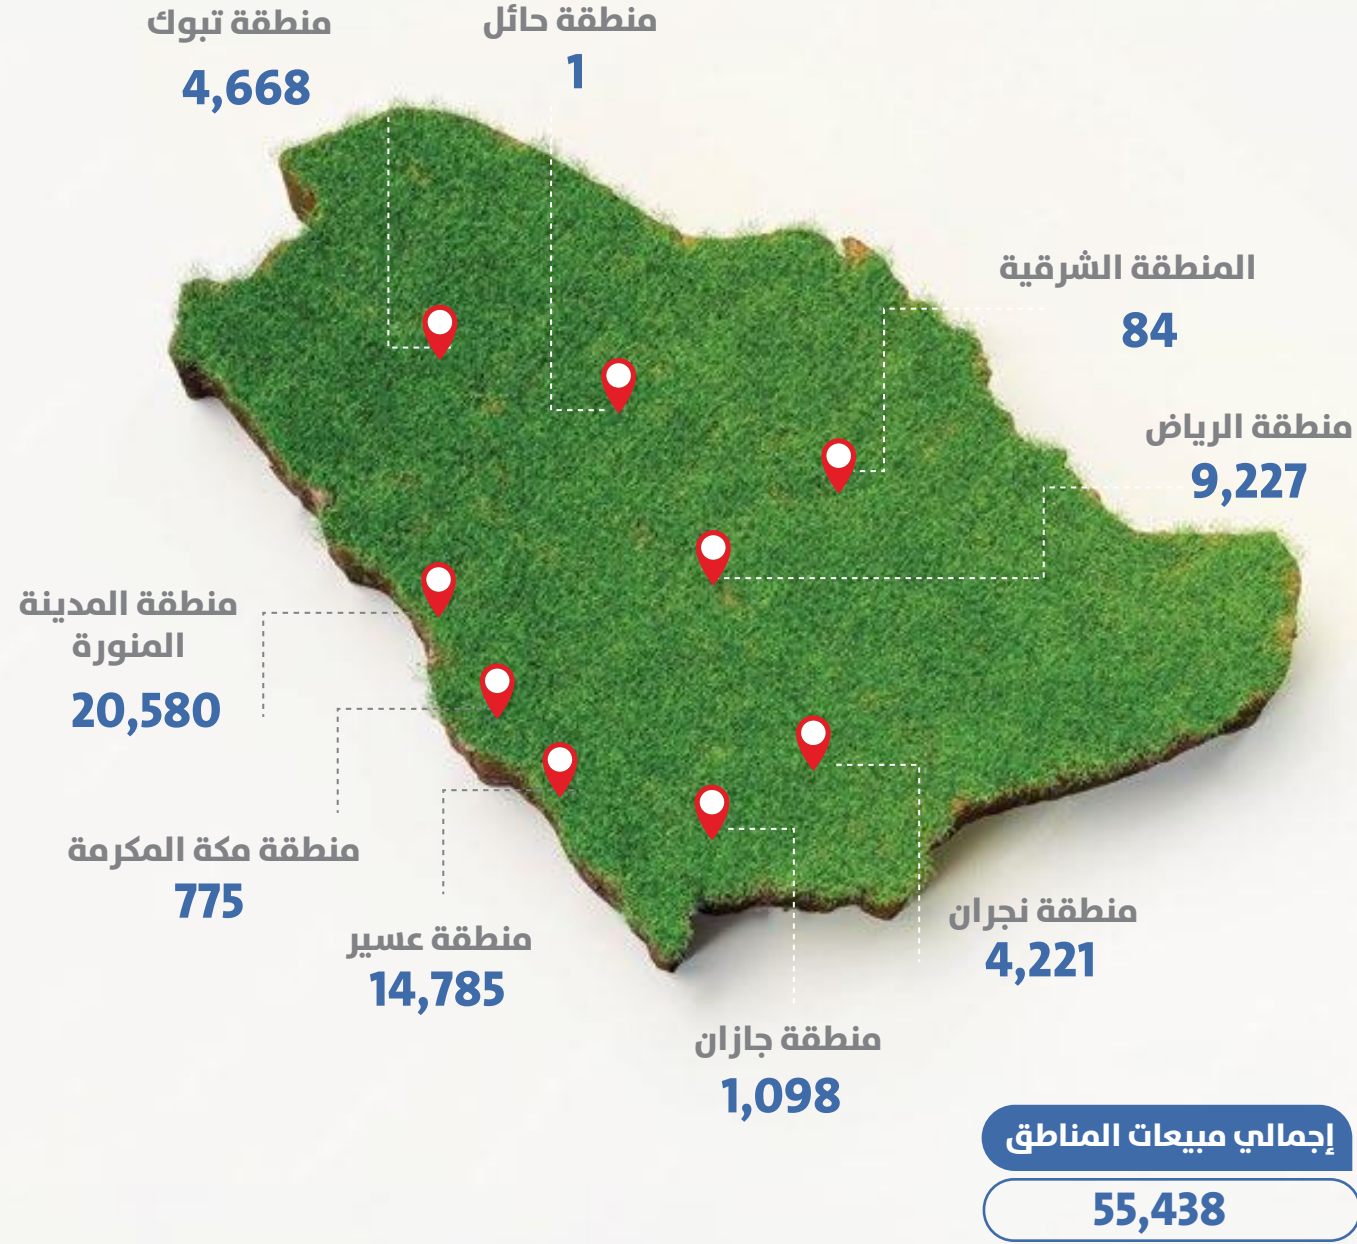 منطقة حائل
1
منطقة تبوك
4,668
المنطقة الشرقية
84
منطقة الرياض
9,227
منطقة المدينة
المنورة
20,580
منطقة مكة المكرمة
775
منطقة عسير
14,785
منطقة نجران
4,221
منطقة جازان
1,098
إجمالي مبيعات المناطق
55,438